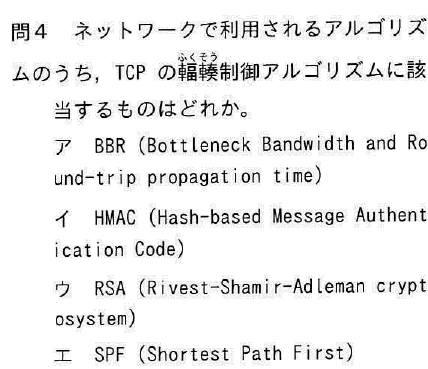 問4 ネットワークで利用されるアルゴリズ
ムのうち，TCP の輻輳制御アルゴリズムに該
ふくそう
当するものはどれか。
ア BBR (Bottleneck Bandwidth and Ro
und-trip propagation time)
イ HMAC (Hash-based Message Authent
ication Code)
ウ RSA (Rivest-Shamir-Adleman crypt
osystem)
エ SPF (Shortest Path First)